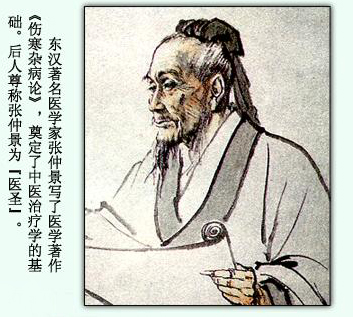 东汉著名医学家张仲景写了医学著作
《伤寒杂病论》，奠定了中医治疗学的基
础。后人尊称张仲景为『医圣』。